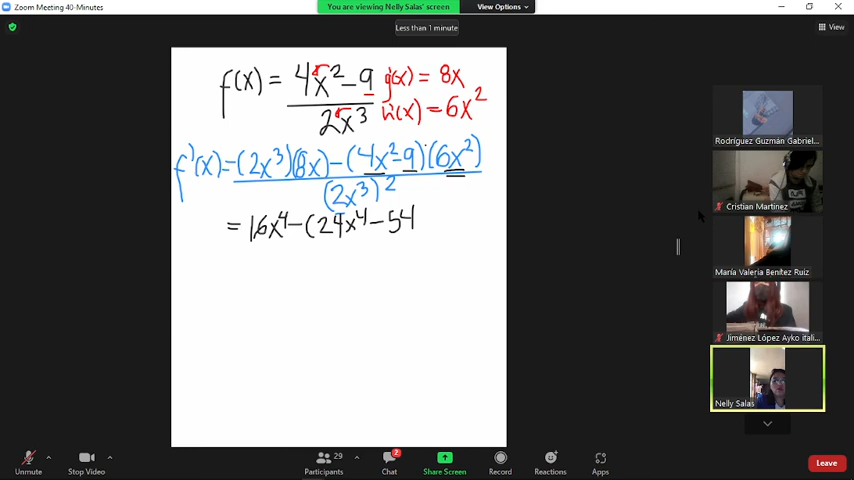 Zoom Meeting 40-Minutes
You are viewing Nelly Salas' screen
View Options
Less than 1 minute
View
f(x) = 4x² - 9 / 2x³
g'(x) = 8x
h'(x) = 6x²
f'(x) = (2x³)(8x) - (4x² - 9)(6x²) / (2x³)²
= 16x⁴ - (24x⁴ - 54
Rodríguez Guzmán Gabriel...
Cristian Martinez
María Valeria Benítez Ruiz
Jiménez López Ayko itali...
Nelly Salas
Unmute
Stop Video
29
Participants
2
Chat
Share Screen
Record
Reactions
Apps
Leave